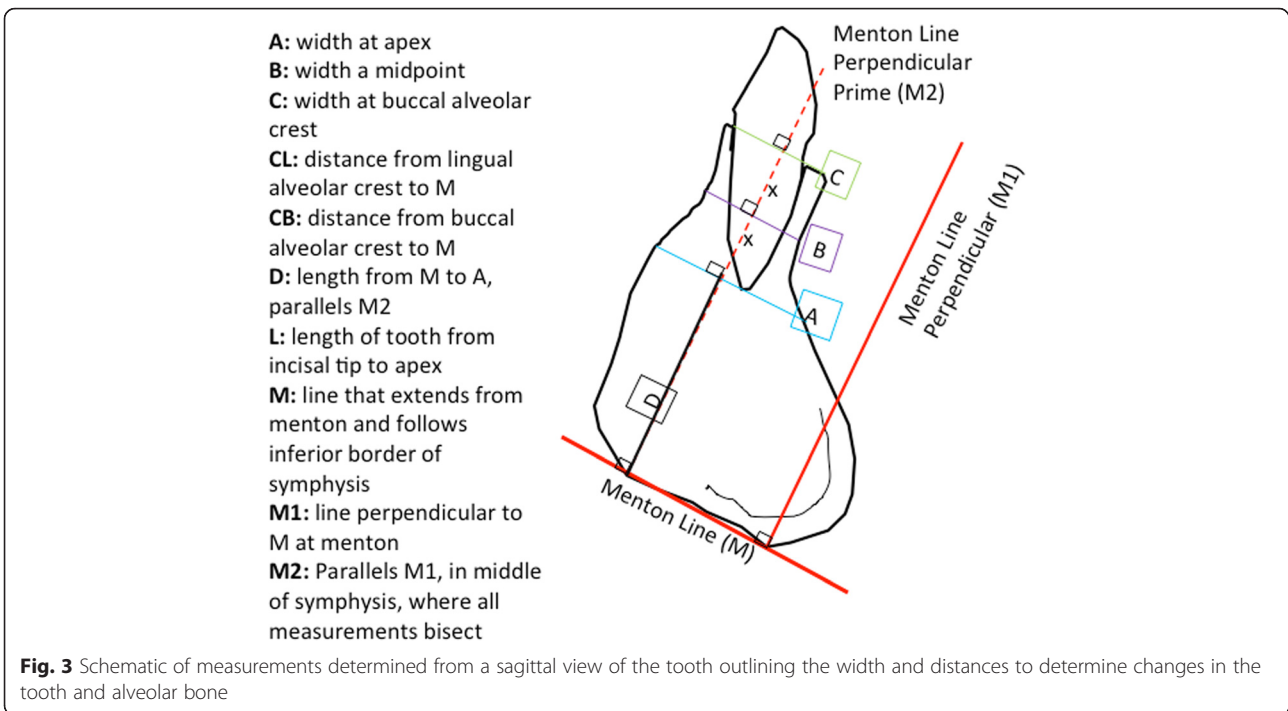 A: width at apex
B: width a midpoint
C: width at buccal alveolar
crest
CL: distance from lingual
alveolar crest to M
CB: distance from buccal
alveolar crest to M
D: length from M to A,
parallels M2
L: length of tooth from
incisal tip to apex
M: line that extends from
menton and follows
inferior border of
symphysis
M1: line perpendicular to
M at menton
M2: Parallels M1, in middle
of symphysis, where all
measurements bisect
Menton Line
Perpendicular
Prime (M2)
C
x
B
x
A
D
Menton Line
Perpendicular (M1)
Menton Line (M)
Fig. 3 Schematic of measurements determined from a sagittal view of the tooth outlining the width and distances to determine changes in the
tooth and alveolar bone